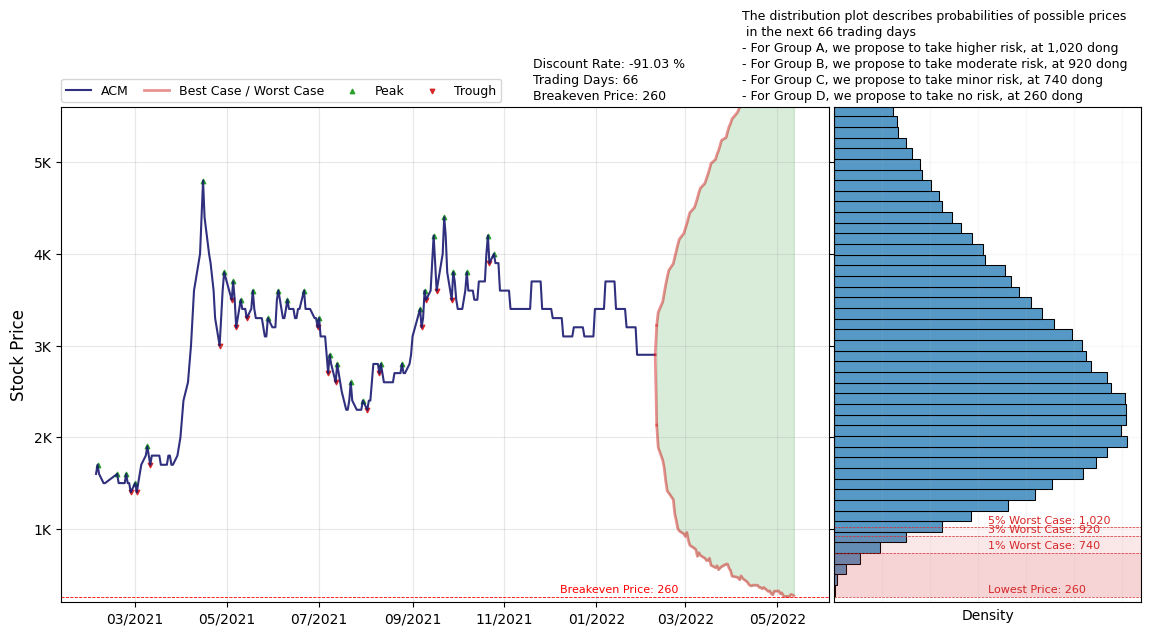 The distribution plot describes probabilities of possible prices
in the next 66 trading days
- For Group A, we propose to take higher risk, at 1,020 dong
- For Group B, we propose to take moderate risk, at 920 dong
- For Group C, we propose to take minor risk, at 740 dong
- For Group D, we propose to take no risk, at 260 dong
Discount Rate: -91.03 %
Trading Days: 66
Breakeven Price: 260
ACM
Best Case / Worst Case
Peak
Trough
Stock Price
5K
4K
3K
2K
1K
Breakeven Price: 260
03/2021
05/2021
07/2021
09/2021
11/2021
01/2022
03/2022
05/2022
5% Worst Case: 1,020
3% Worst Case: 920
1% Worst Case: 740
Lowest Price: 260
Density